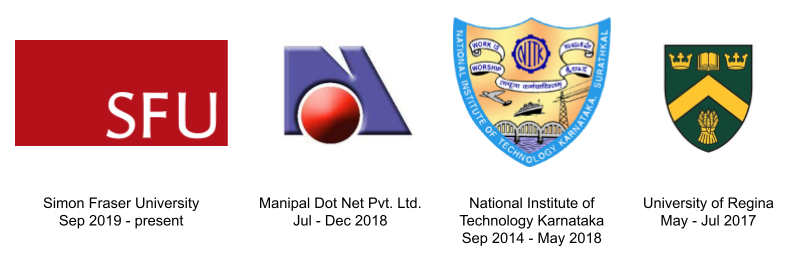 SFU
Simon Fraser University
Sep 2019 - present
Manipal Dot Net Pvt. Ltd.
Jul - Dec 2018
NATIONAL INSTITUTE OF TECHNOLOGY KARNATAKA, SURATHKAL
WORK IS
WORSHIP
NITK
National Institute of
Technology Karnataka
Sep 2014 - May 2018
University of Regina
May - Jul 2017